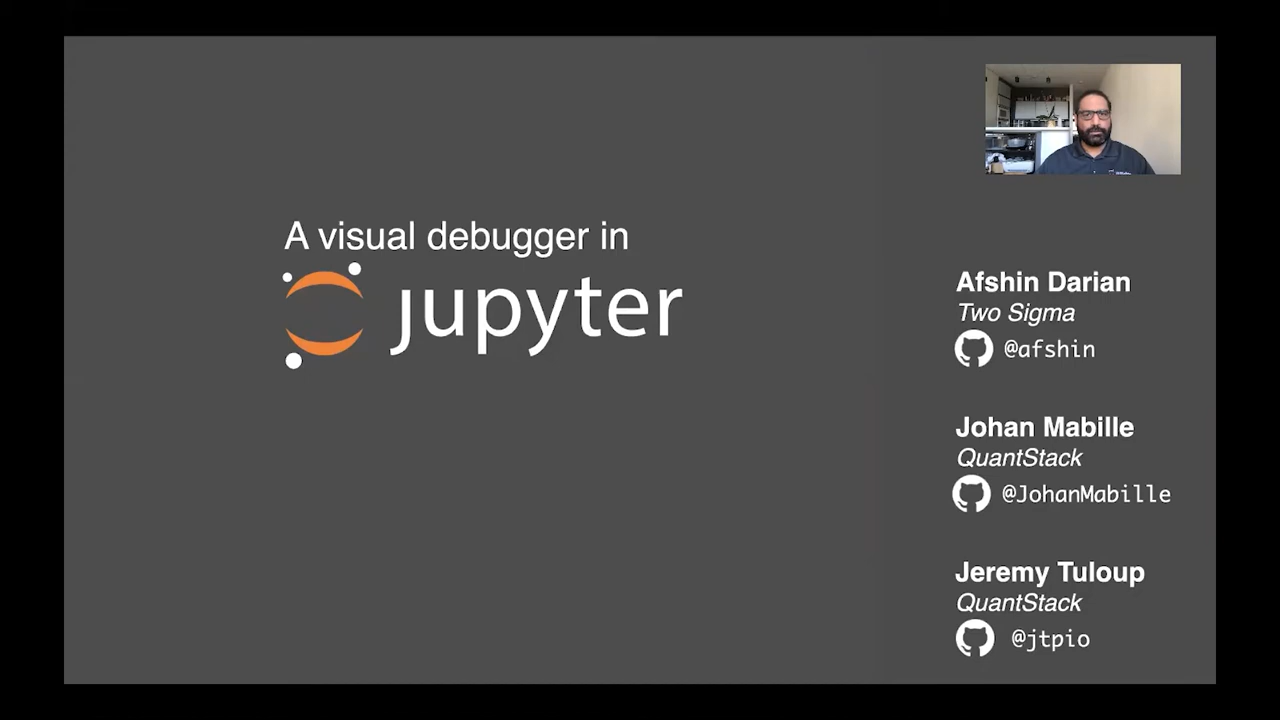 A visual debugger in
jupyter
Afshin Darian
Two Sigma
@afshin
Johan Mabille
QuantStack
@JohanMabille
Jeremy Tuloup
QuantStack
@jtpio